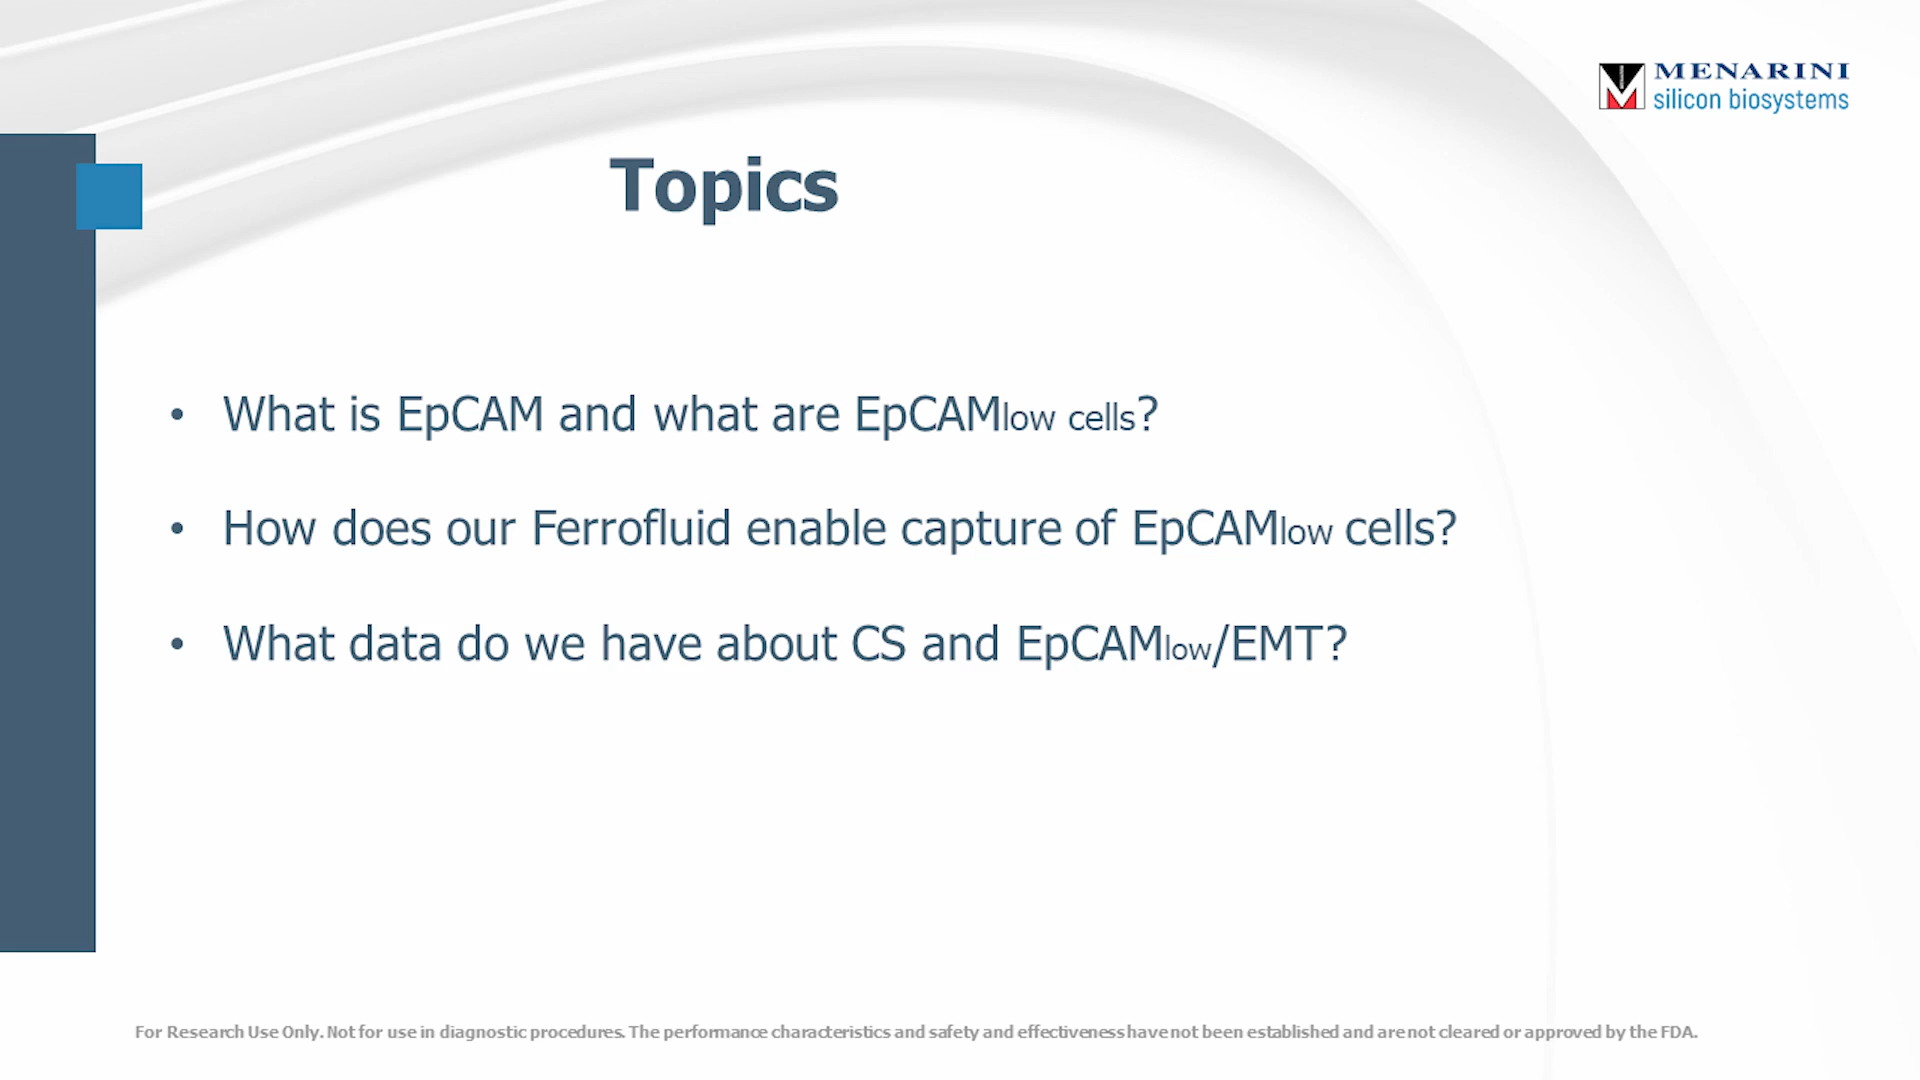 MENARINI
silicon biosystems
Topics
• What is EpCAM and what are EpCAMlow cells?
• How does our Ferrofluid enable capture of EpCAMlow cells?
• What data do we have about CS and EpCAMlow/EMT?
For Research Use Only. Not for use in diagnostic procedures. The performance characteristics and safety and effectiveness have not been established and are not cleared or approved by the FDA.